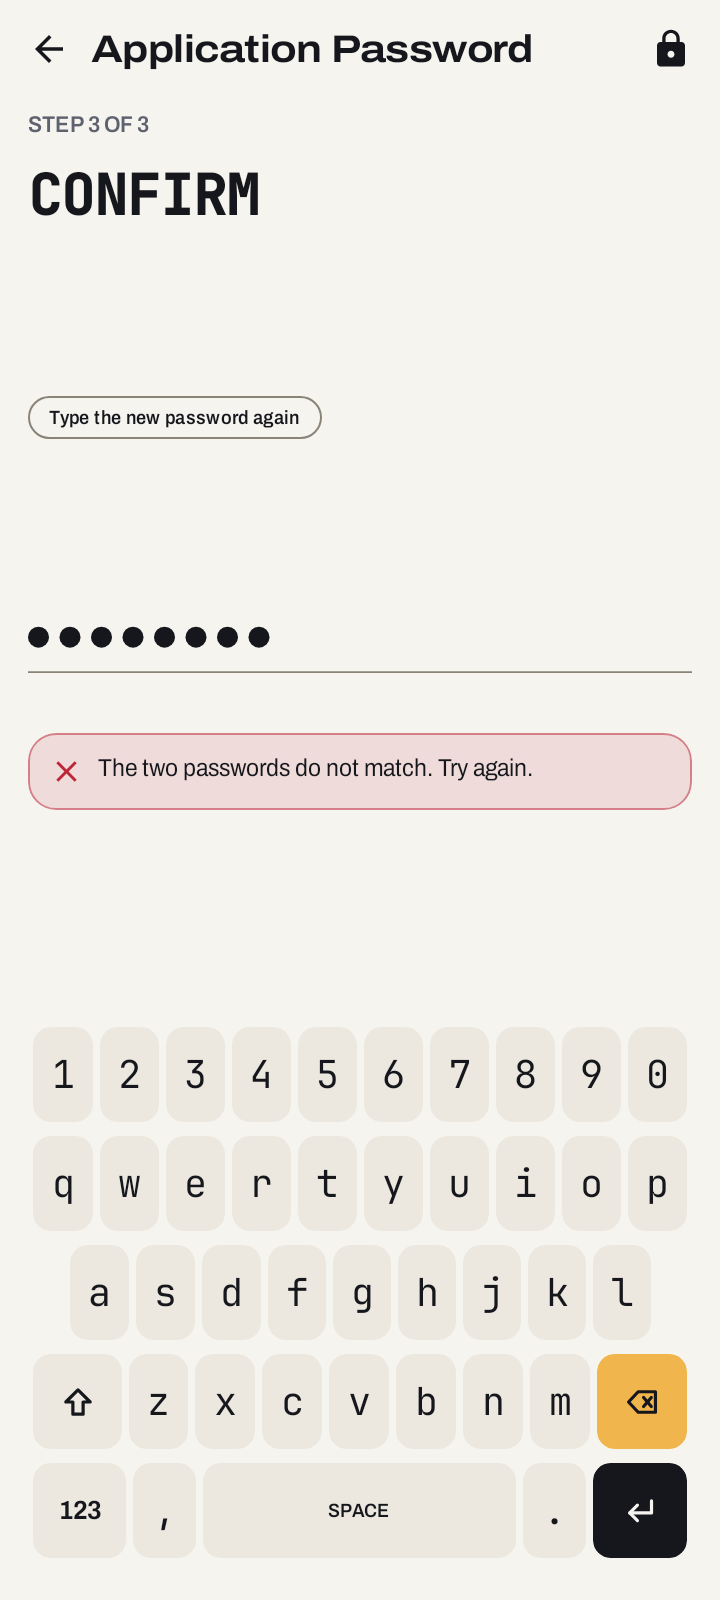 Application Password
STEP 3 OF 3
CONFIRM
Type the new password again
The two passwords do not match. Try again.
1 2 3 4 5 6 7 8 9 0
q w e r t y u i o p
a s d f g h j k l
z x c v b n m
123 , SPACE .